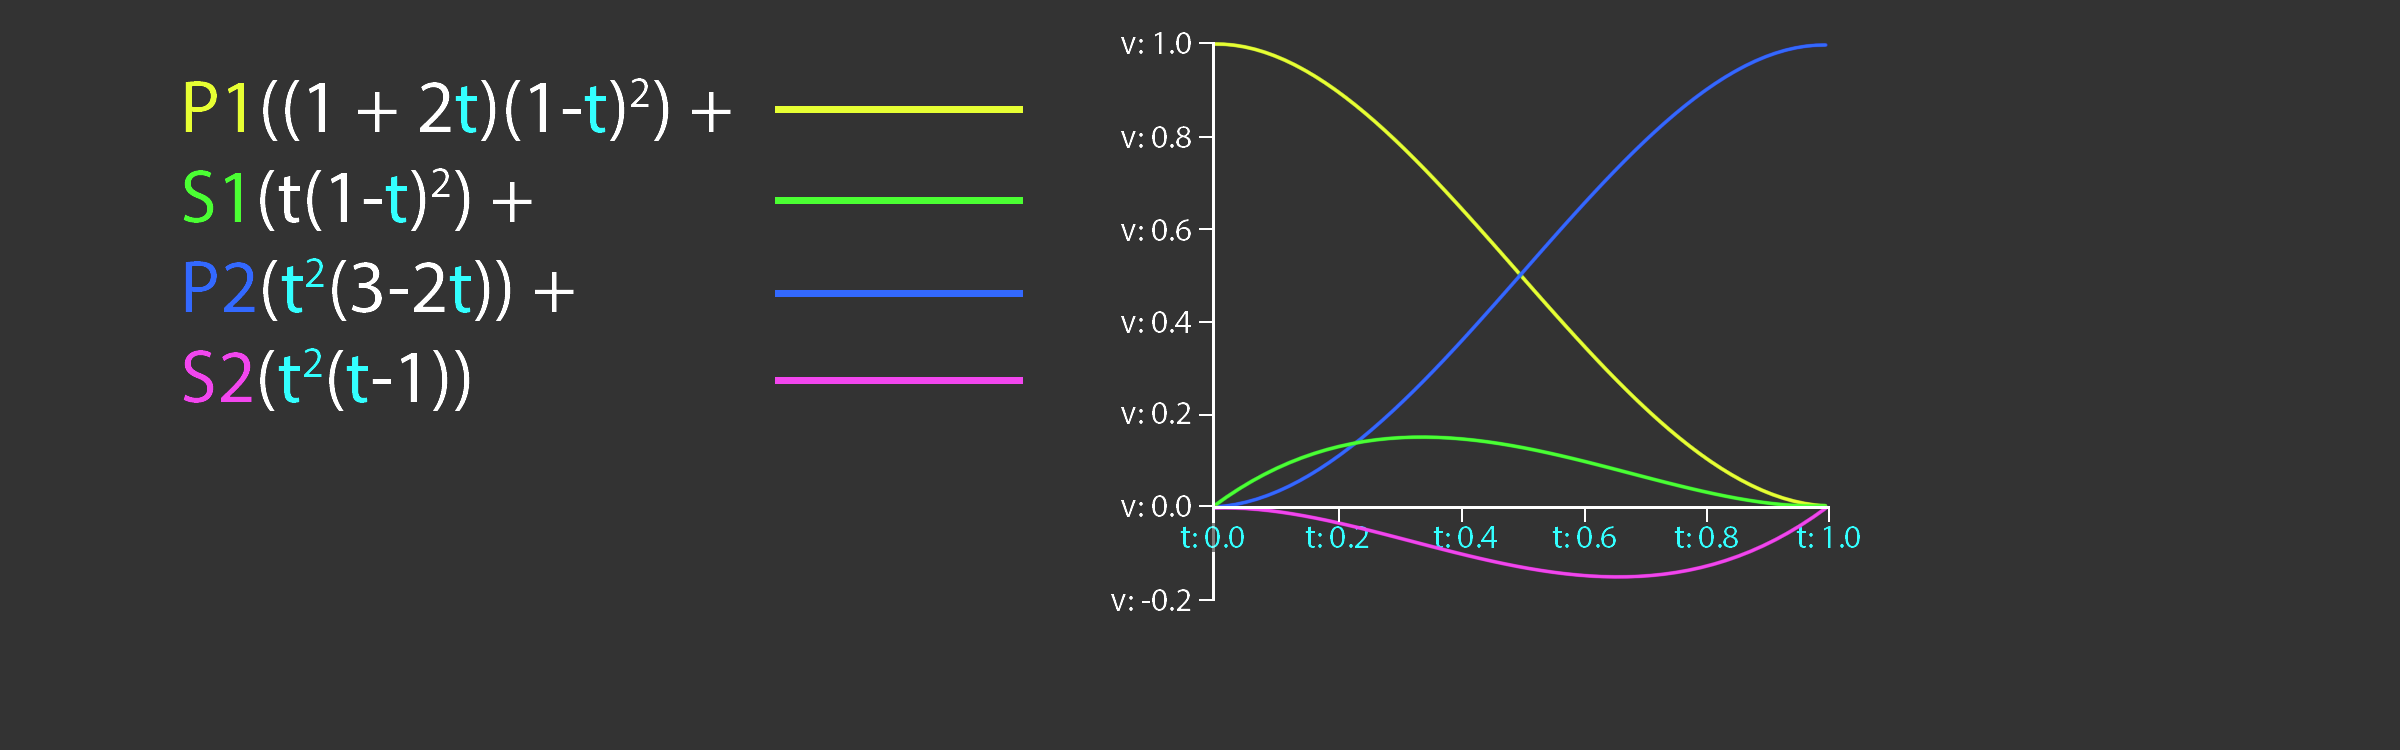 P1((1 + 2t)(1-t)²) +
S1(t(1-t)²) +
P2(t²(3-2t)) +
S2(t²(t-1))
v: 1.0
v: 0.8
v: 0.6
v: 0.4
v: 0.2
v: 0.0
t: 0.0 t: 0.2 t: 0.4 t: 0.6 t: 0.8 t: 1.0
v: -0.2